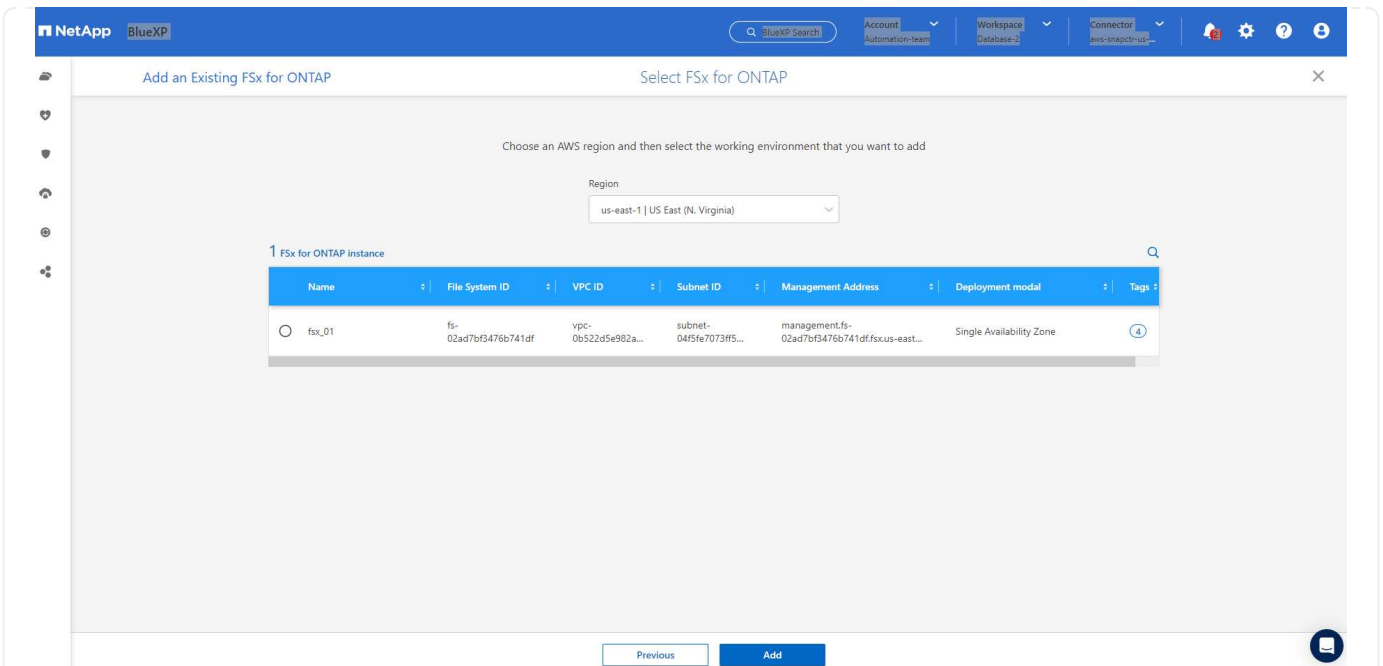 NetApp BlueXP
BlueXP Search
Account
Automation-team
Workspace
Database-2
Connector
aws-snapctr-us-...
2
Add an Existing FSx for ONTAP
Select FSx for ONTAP
Choose an AWS region and then select the working environment that you want to add
Region
us-east-1 | US East (N. Virginia)
1 FSx for ONTAP instance
Name File System ID VPC ID Subnet ID Management Address Deployment modal Tags
fsx_01 fs- vpc- subnet- management.fs- Single Availability Zone 4
02ad7bf3476b741df 0b522d5e982a... 04f5fe7073ff5... 02ad7bf3476b741df.fsx.us-east...
Previous Add